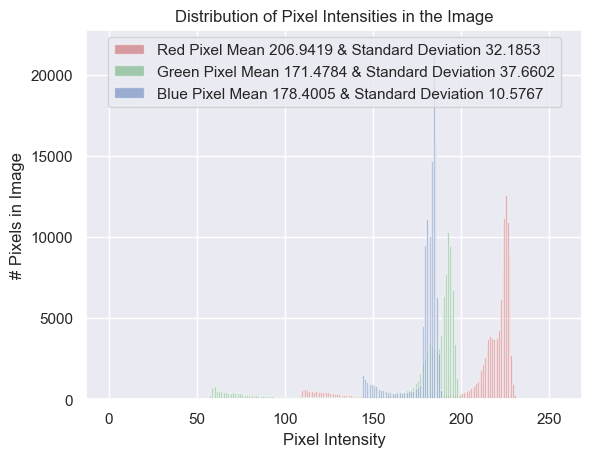 Distribution of Pixel Intensities in the Image
Red Pixel Mean 206.9419 & Standard Deviation 32.1853
Green Pixel Mean 171.4784 & Standard Deviation 37.6602
Blue Pixel Mean 178.4005 & Standard Deviation 10.5767
# Pixels in Image
20000
15000
10000
5000
0
0 50 100 150 200 250
Pixel Intensity